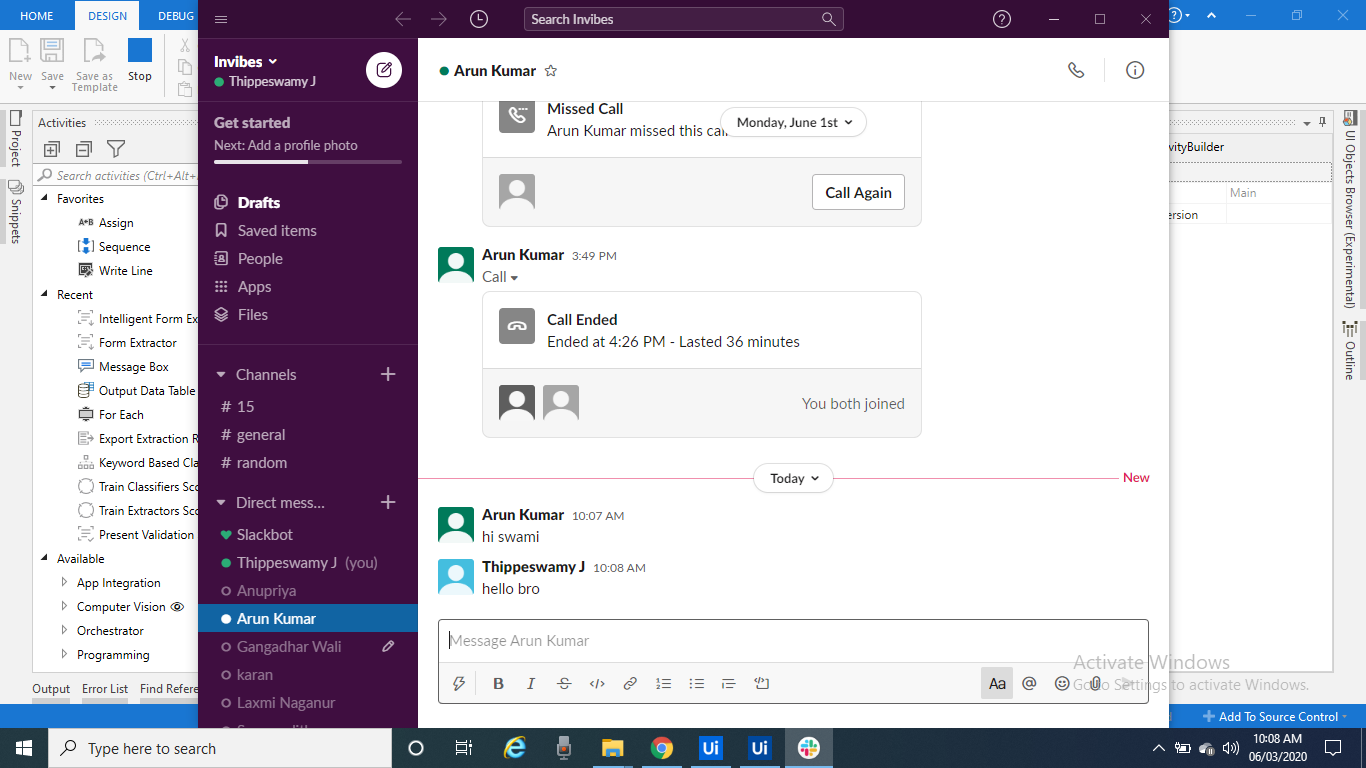 HOME
DESIGN
DEBUG
New
Save
Save as
Template
Stop
Project
Snippets
Activities
Search activities (Ctrl+Alt+
Favorites
A+B Assign
Sequence
Write Line
Recent
Intelligent Form Ex
Form Extractor
Message Box
Output Data Table
For Each
Export Extraction R
Keyword Based Cla
Train Classifiers Sco
Train Extractors Sco
Present Validation
Available
App Integration
Computer Vision
Orchestrator
Programming
Output
Error List
Find Refere
Search Invibes
Invibes
Thippeswamy J
Get started
Next: Add a profile photo
Drafts
Saved items
People
Apps
Files
Channels
# 15
# general
# random
Direct mess...
Slackbot
Thippeswamy J (you)
Anupriya
Arun Kumar
Gangadhar Wali
karan
Laxmi Naganur
Arun Kumar
Missed Call
Arun Kumar missed this call
Monday, June 1st
Call Again
Arun Kumar 3:49 PM
Call
Call Ended
Ended at 4:26 PM - Lasted 36 minutes
You both joined
Today
New
Arun Kumar 10:07 AM
hi swami
Thippeswamy J 10:08 AM
hello bro
Message Arun Kumar
B I S Aa @
Activate Windows
Go to Settings to activate Windows.
vityBuilder
Main
ersion
UI Objects Browser (Experimental)
Outline
Add To Source Control
Type here to search
Ui
Ui
10:08 AM
06/03/2020